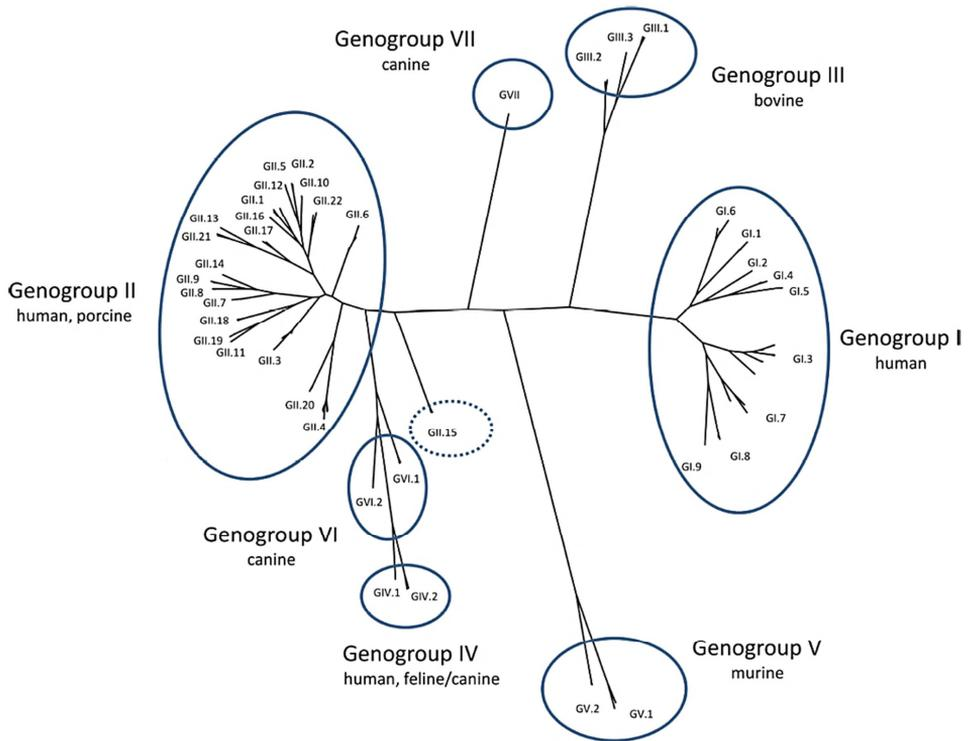 Genogroup VII
canine
GVII
GIII.1
GIII.3
GIII.2
Genogroup III
bovine
GII.5
GII.2
GII.12
GII.10
GII.1
GII.22
GII.16
GII.6
GII.13
GII.17
GII.21
GII.14
GII.9
GII.8
GII.7
GII.18
GII.19
GII.11
GII.3
GII.20
GII.4
Genogroup II
human, porcine
GI.6
GI.1
GI.2
GI.4
GI.5
GI.3
GI.7
GI.8
GI.9
Genogroup I
human
GII.15
GVI.1
GVI.2
Genogroup VI
canine
GIV.1
GIV.2
Genogroup IV
human, feline/canine
Genogroup V
murine
GV.2
GV.1